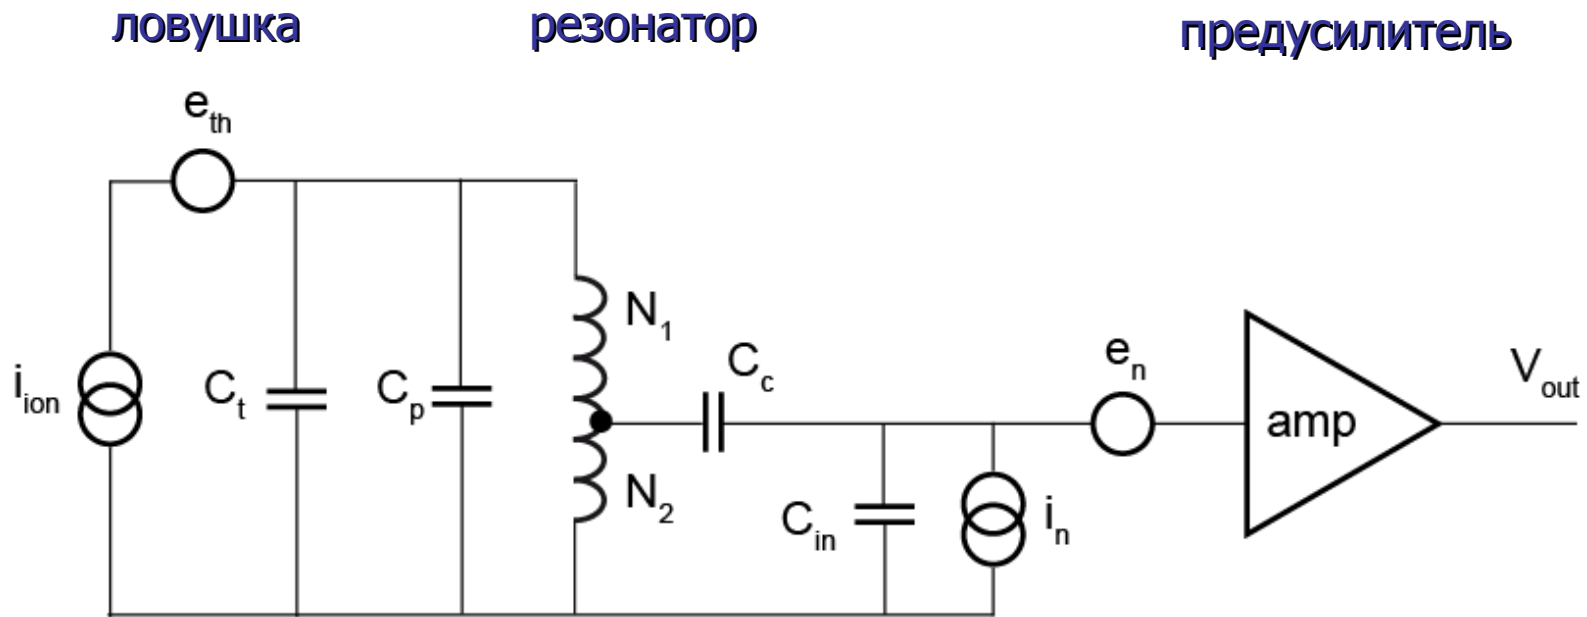 ловушка резонатор предусилитель
e_th
N_1
C_c
e_n
V_out
i_ion
C_t
C_p
amp
N_2
C_in
i_n